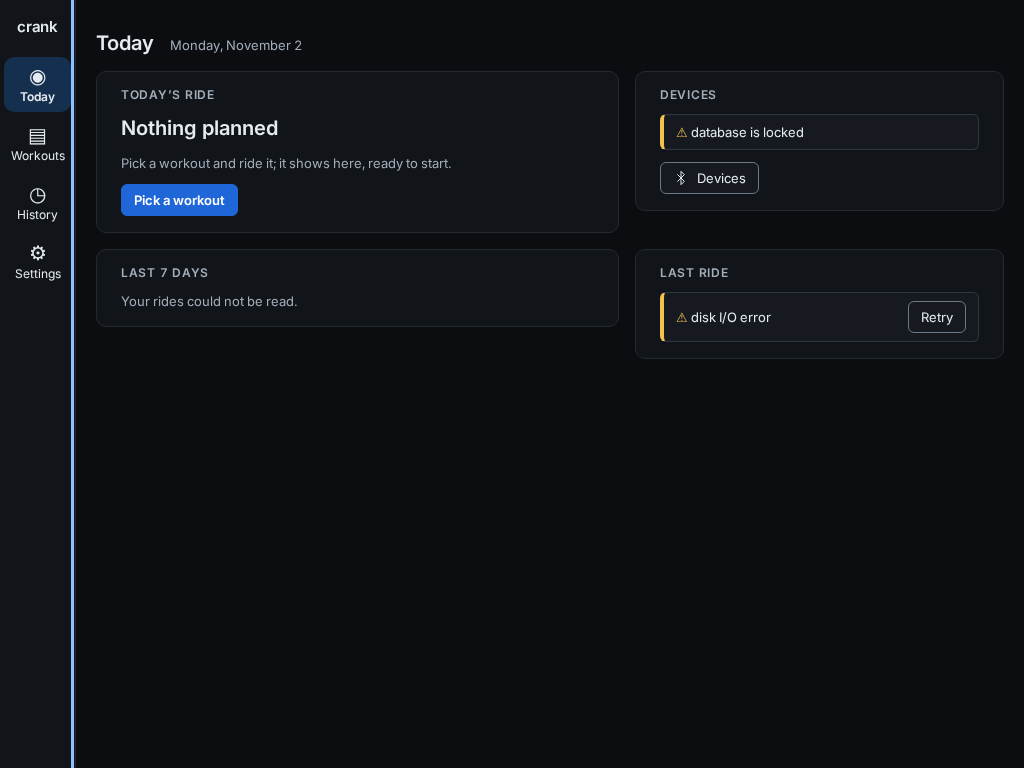 crank
Today
Workouts
History
Settings
Today Monday, November 2
TODAY'S RIDE
Nothing planned
Pick a workout and ride it; it shows here, ready to start.
Pick a workout
DEVICES
⚠ database is locked
Devices
LAST 7 DAYS
Your rides could not be read.
LAST RIDE
⚠ disk I/O error
Retry